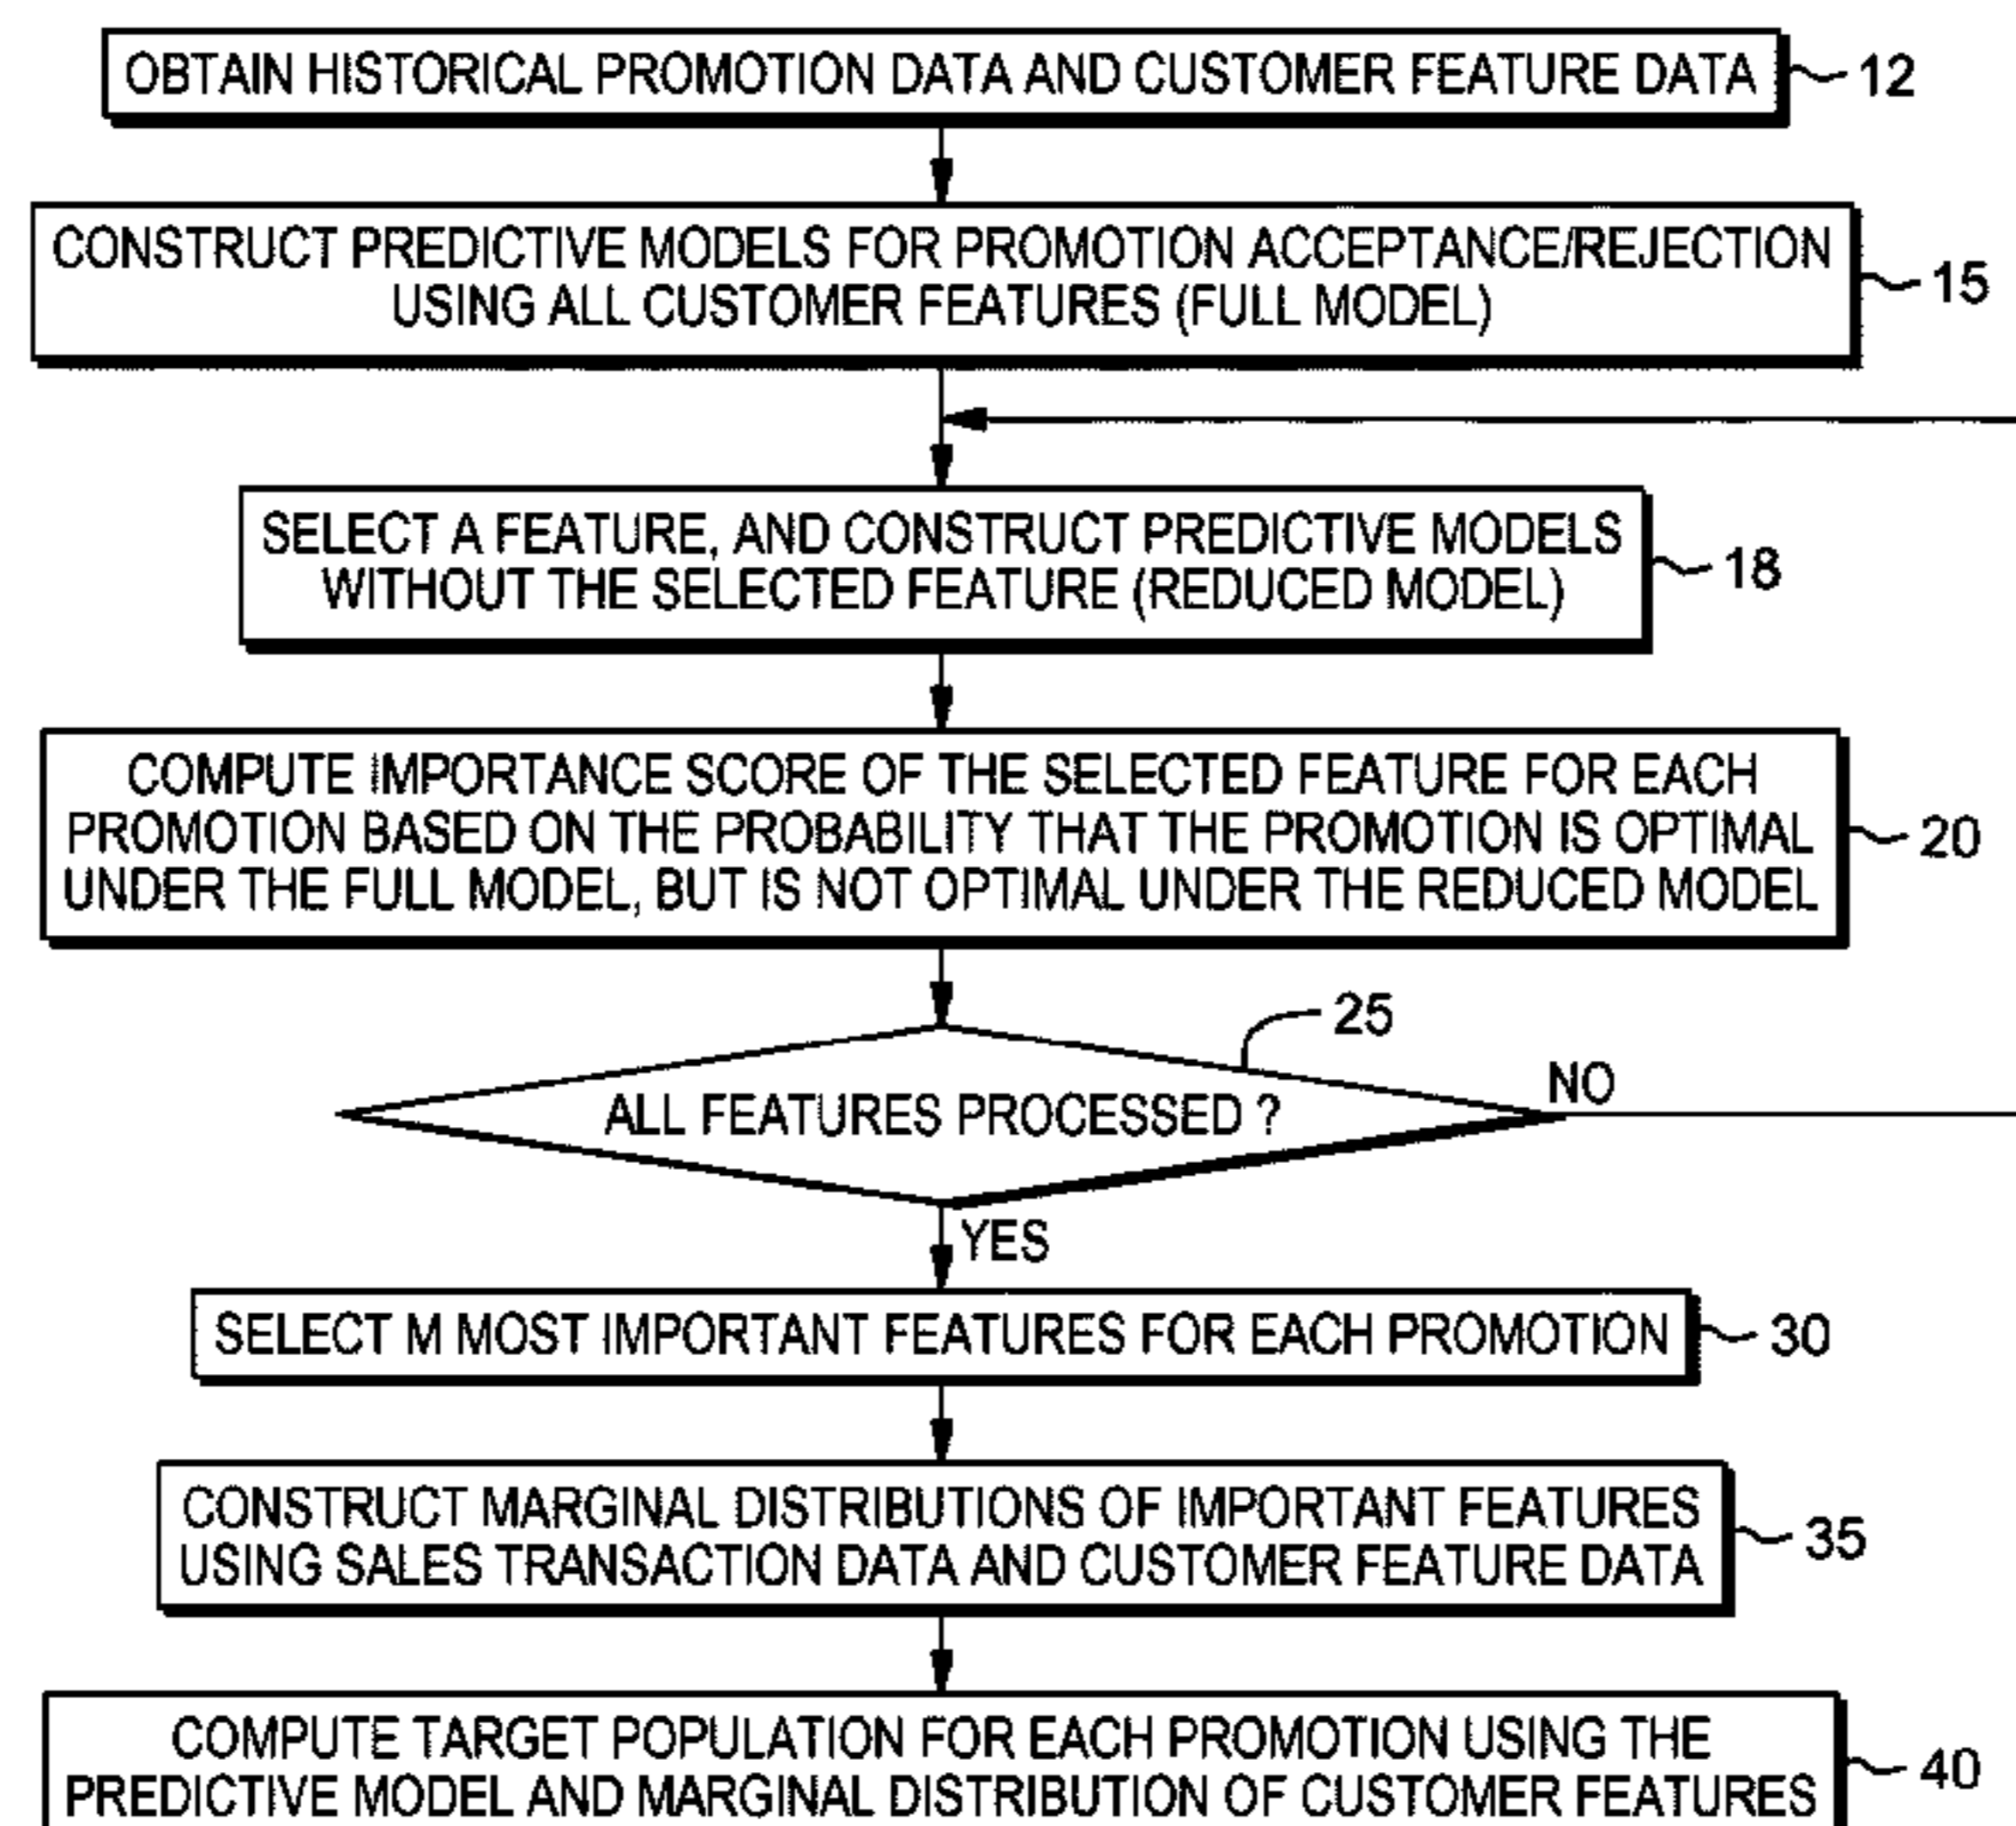 OBTAIN HISTORICAL PROMOTION DATA AND CUSTOMER FEATURE DATA
12
CONSTRUCT PREDICTIVE MODELS FOR PROMOTION ACCEPTANCE/REJECTION
USING ALL CUSTOMER FEATURES (FULL MODEL)
15
SELECT A FEATURE, AND CONSTRUCT PREDICTIVE MODELS
WITHOUT THE SELECTED FEATURE (REDUCED MODEL)
18
COMPUTE IMPORTANCE SCORE OF THE SELECTED FEATURE FOR EACH
PROMOTION BASED ON THE PROBABILITY THAT THE PROMOTION IS OPTIMAL
UNDER THE FULL MODEL, BUT IS NOT OPTIMAL UNDER THE REDUCED MODEL
20
25
ALL FEATURES PROCESSED ?
NO
YES
SELECT M MOST IMPORTANT FEATURES FOR EACH PROMOTION
30
CONSTRUCT MARGINAL DISTRIBUTIONS OF IMPORTANT FEATURES
USING SALES TRANSACTION DATA AND CUSTOMER FEATURE DATA
35
COMPUTE TARGET POPULATION FOR EACH PROMOTION USING THE
PREDICTIVE MODEL AND MARGINAL DISTRIBUTION OF CUSTOMER FEATURES
40